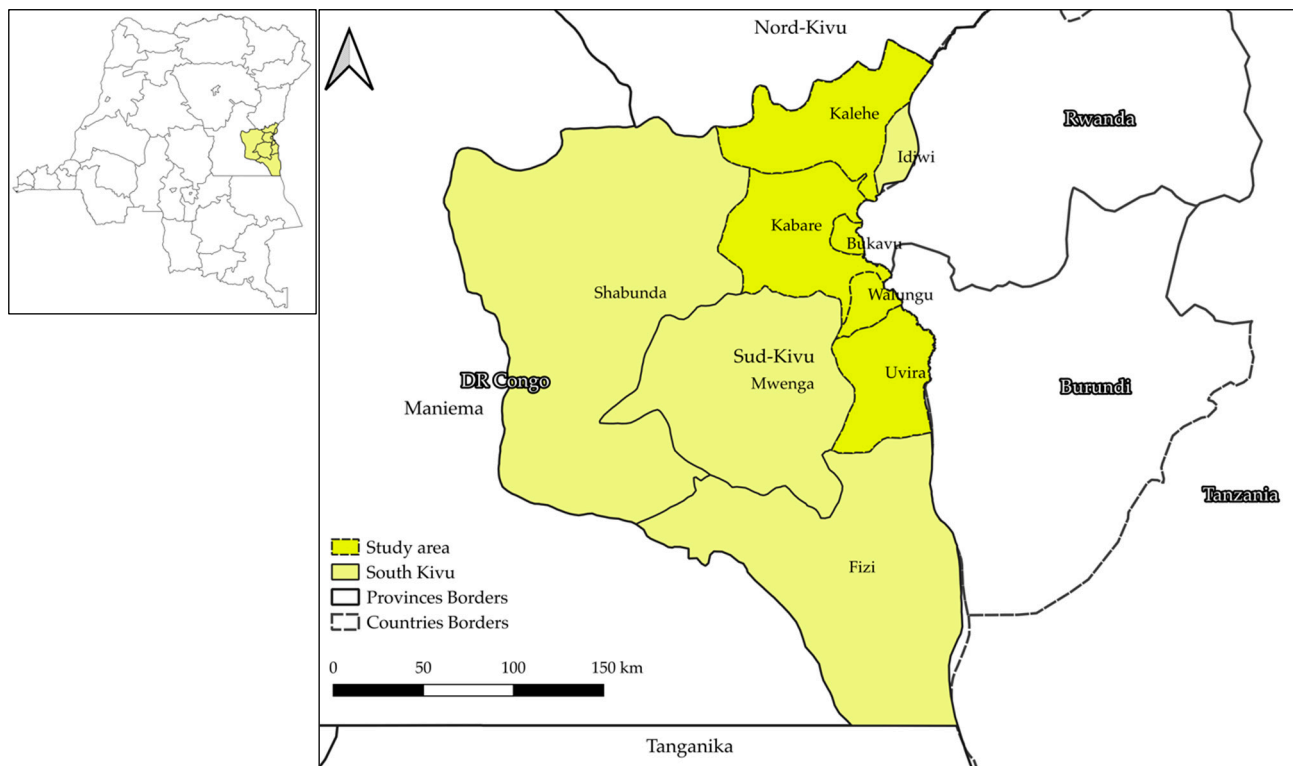 Nord-Kivu
Kalehe
Rwanda
Idjwi
Kabare
Bukavu
Shabunda
Walungu
Sud-Kivu
Uvira
DR Congo
Mwenga
Burundi
Maniema
Tanzania
Study area
South Kivu
Fizi
Provinces Borders
Countries Borders
0 50 100 150 km
Tanganika